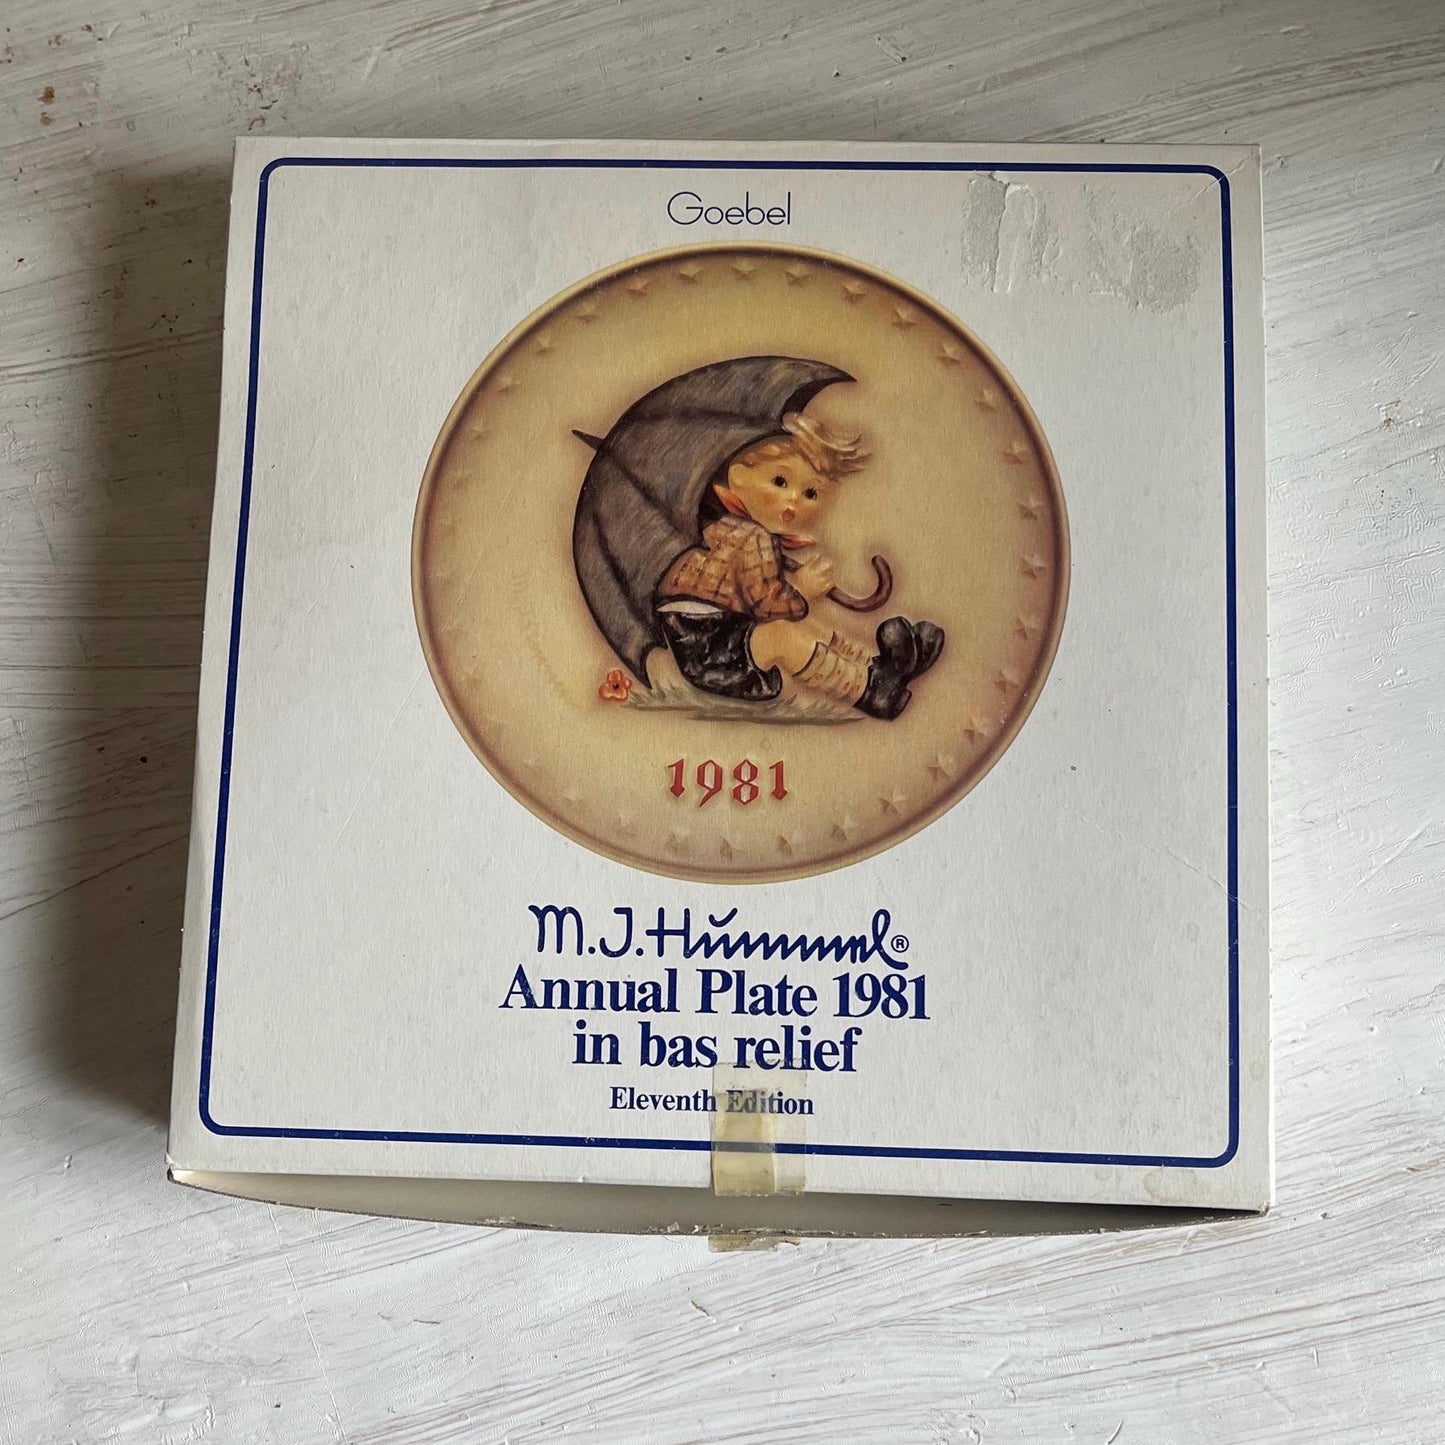 Goebel
1981
M.J. Hummel®
Annual Plate 1981
in bas relief
Eleventh Edition